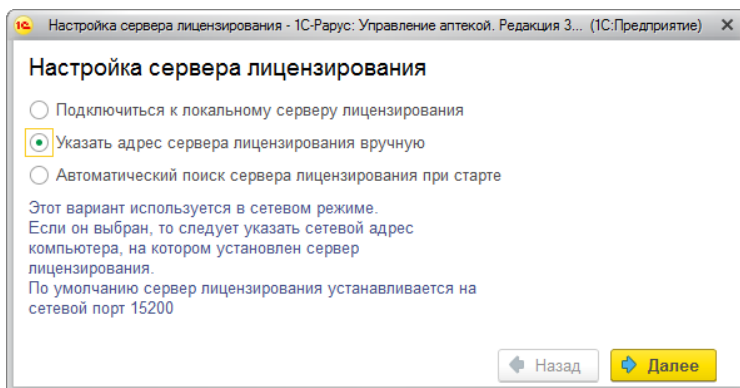 1С Настройка сервера лицензирования - 1С-Рарус: Управление аптекой. Редакция 3... (1С:Предприятие)
Настройка сервера лицензирования
Подключиться к локальному серверу лицензирования
Указать адрес сервера лицензирования вручную
Автоматический поиск сервера лицензирования при старте
Этот вариант используется в сетевом режиме.
Если он выбран, то следует указать сетевой адрес
компьютера, на котором установлен сервер
лицензирования.
По умолчанию сервер лицензирования устанавливается на
сетевой порт 15200
Назад Далее